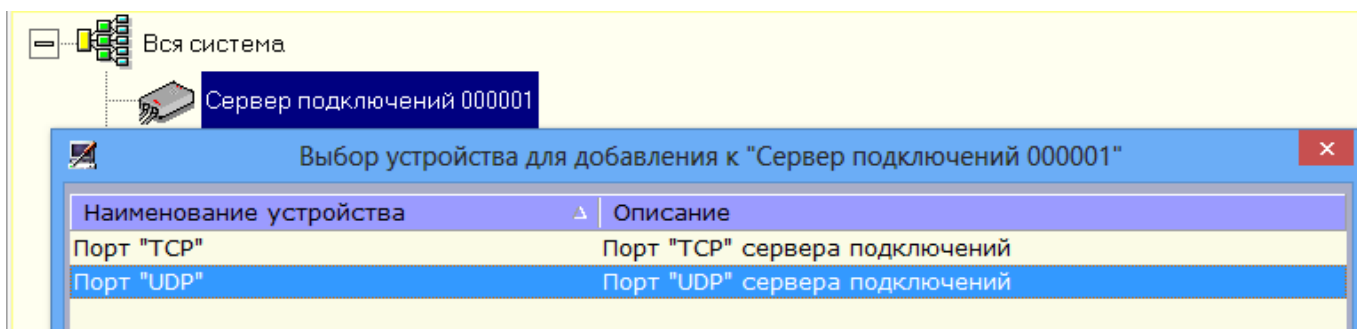 Вся система
Сервер подключений 000001
Выбор устройства для добавления к "Сервер подключений 000001"
Наименование устройства Описание
Порт "TCP" Порт "TCP" сервера подключений
Порт "UDP" Порт "UDP" сервера подключений